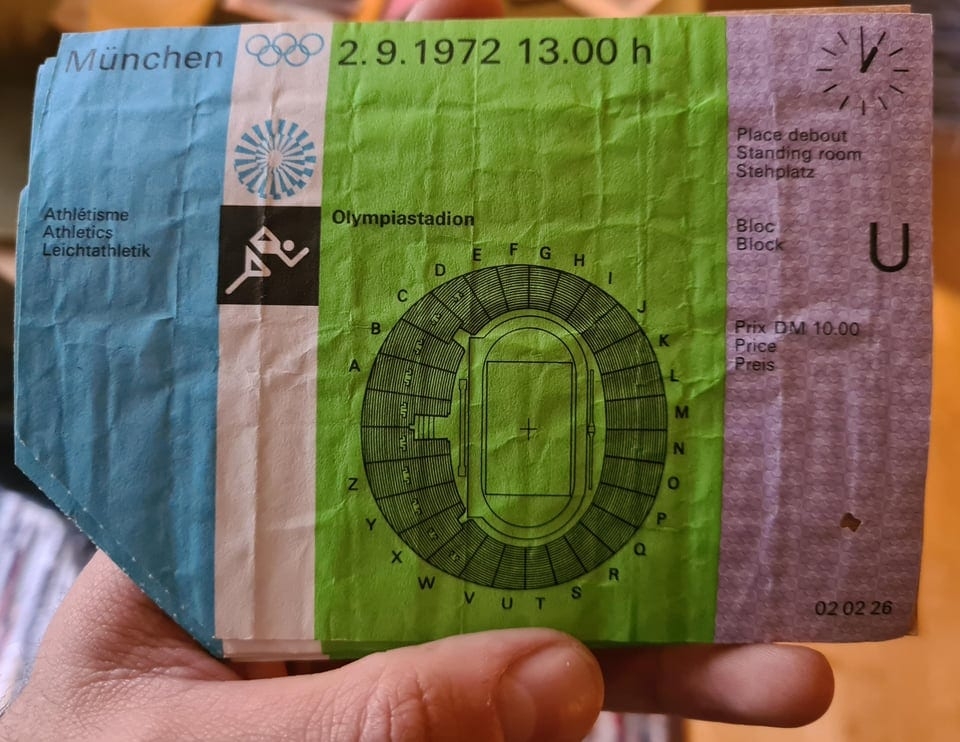 München
2.9.1972 13.00 h
Athlétisme
Athletics
Leichtathletik
Olympiastadion
A
B
C
D
E
F
G
H
I
J
K
L
M
N
O
P
Q
R
S
T
U
V
W
X
Y
Z
Place debout
Standing room
Stehplatz
Bloc
Block
U
Prix DM 10.00
Price
Preis
02 02 26